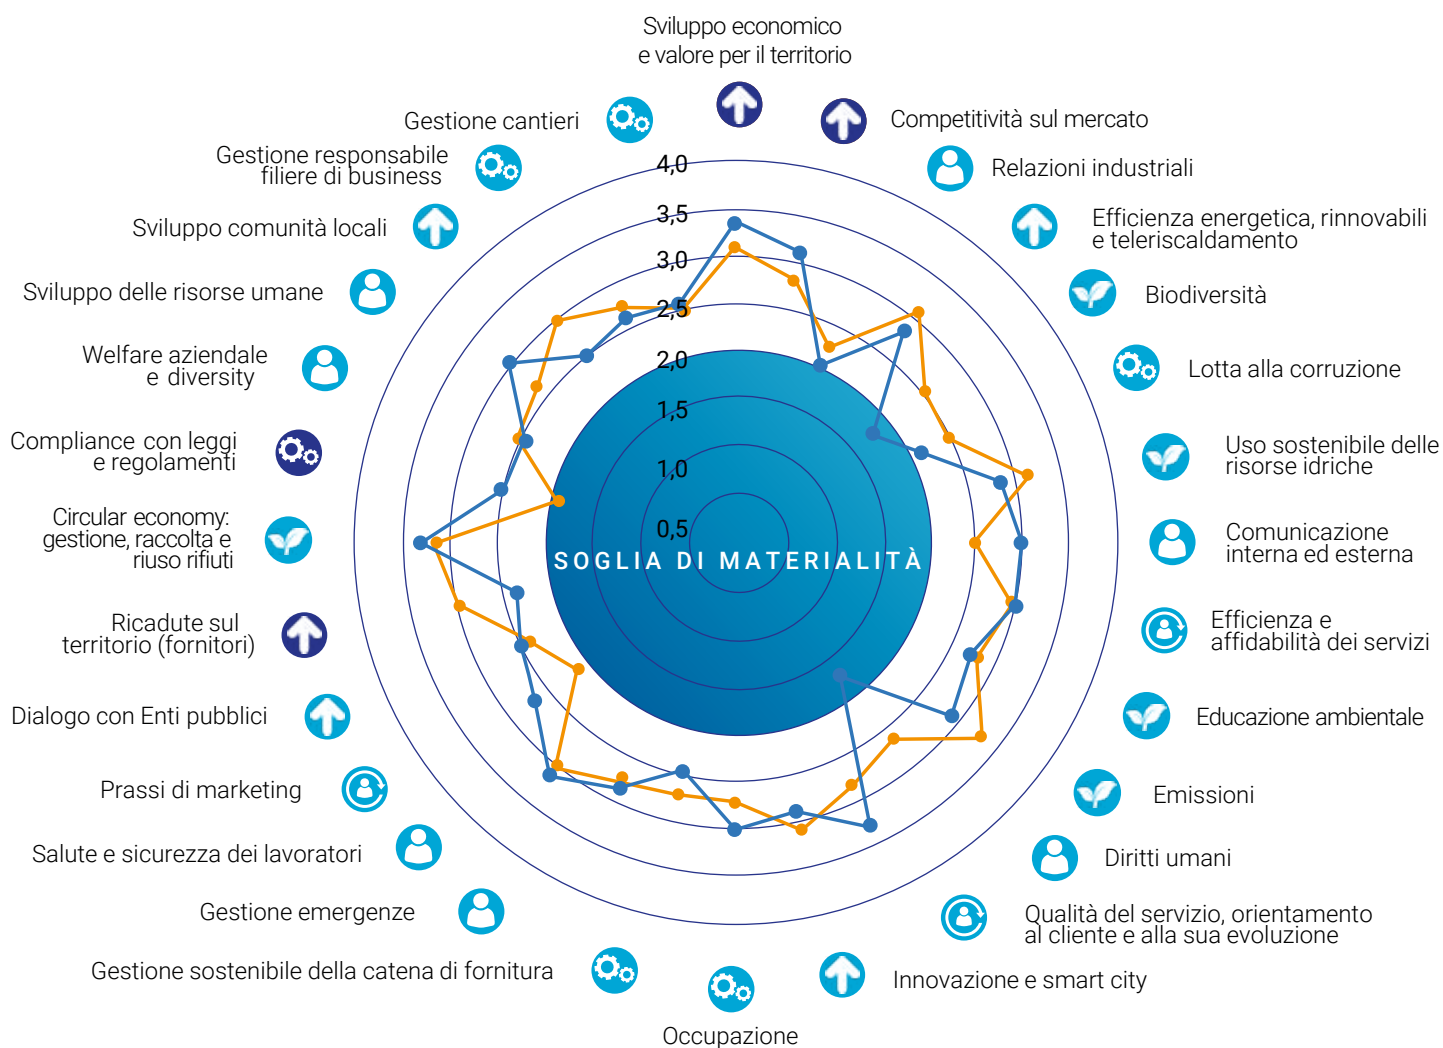 Sviluppo economico
e valore per il territorio
Competitività sul mercato
Relazioni industriali
Efficienza energetica, rinnovabili
e teleriscaldamento
Biodiversità
Lotta alla corruzione
Uso sostenibile delle
risorse idriche
Comunicazione
interna ed esterna
Efficienza e
affidabilità dei servizi
Educazione ambientale
Emissioni
Diritti umani
Qualità del servizio, orientamento
al cliente e alla sua evoluzione
Innovazione e smart city
Occupazione
Gestione sostenibile della catena di fornitura
Gestione emergenze
Salute e sicurezza dei lavoratori
Prassi di marketing
Dialogo con Enti pubblici
Ricadute sul
territorio (fornitori)
Circular economy:
gestione, raccolta e
riuso rifiuti
Compliance con leggi
e regolamenti
Welfare aziendale
e diversity
Sviluppo delle risorse umane
Sviluppo comunità locali
Gestione responsabile
filiere di business
Gestione cantieri
4,0
3,5
3,0
2,5
2,0
1,5
1,0
0,5
SOGLIA DI MATERIALITÀ